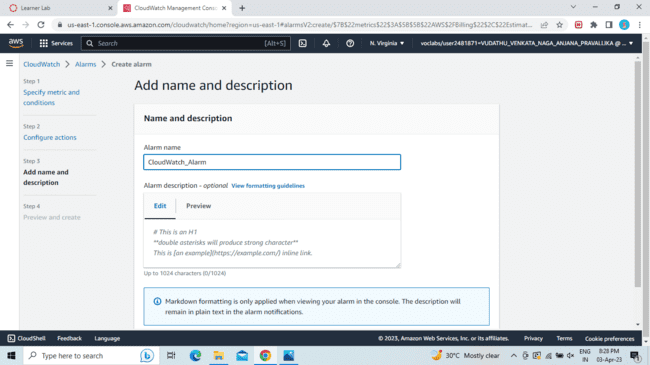 Learner Lab
CloudWatch Management Cons
us-east-1.console.aws.amazon.com/cloudwatch/home?region=us-east-1#alarmsV2:create/$7B$22metrics$22$3A$5B$5B$22AWS$2FBilling$22$2C$22Estimat...
aws
Services
Search
[Alt+S]
N. Virginia
voclabs/user2481871=VUDATHU_VENKATA_NAGA_ANJANA_PRAVALLIKA @ ...
CloudWatch
Alarms
Create alarm
Step 1
Specify metric and
conditions
Step 2
Configure actions
Step 3
Add name and
description
Step 4
Preview and create
Add name and description
Name and description
Alarm name
CloudWatch_Alarm
Alarm description - optional View formatting guidelines
Edit
Preview
# This is an H1
**double asterisks will produce strong character**
This is [an example](https://example.com/) inline link.
Up to 1024 characters (0/1024)
Markdown formatting is only applied when viewing your alarm in the console. The description will
remain in plain text in the alarm notifications.
CloudShell
Feedback
Language
© 2023, Amazon Web Services, Inc. or its affiliates.
Privacy
Terms
Cookie preferences
Type here to search
30°C Mostly clear
ENG
IN
8:28 PM
03-Apr-23